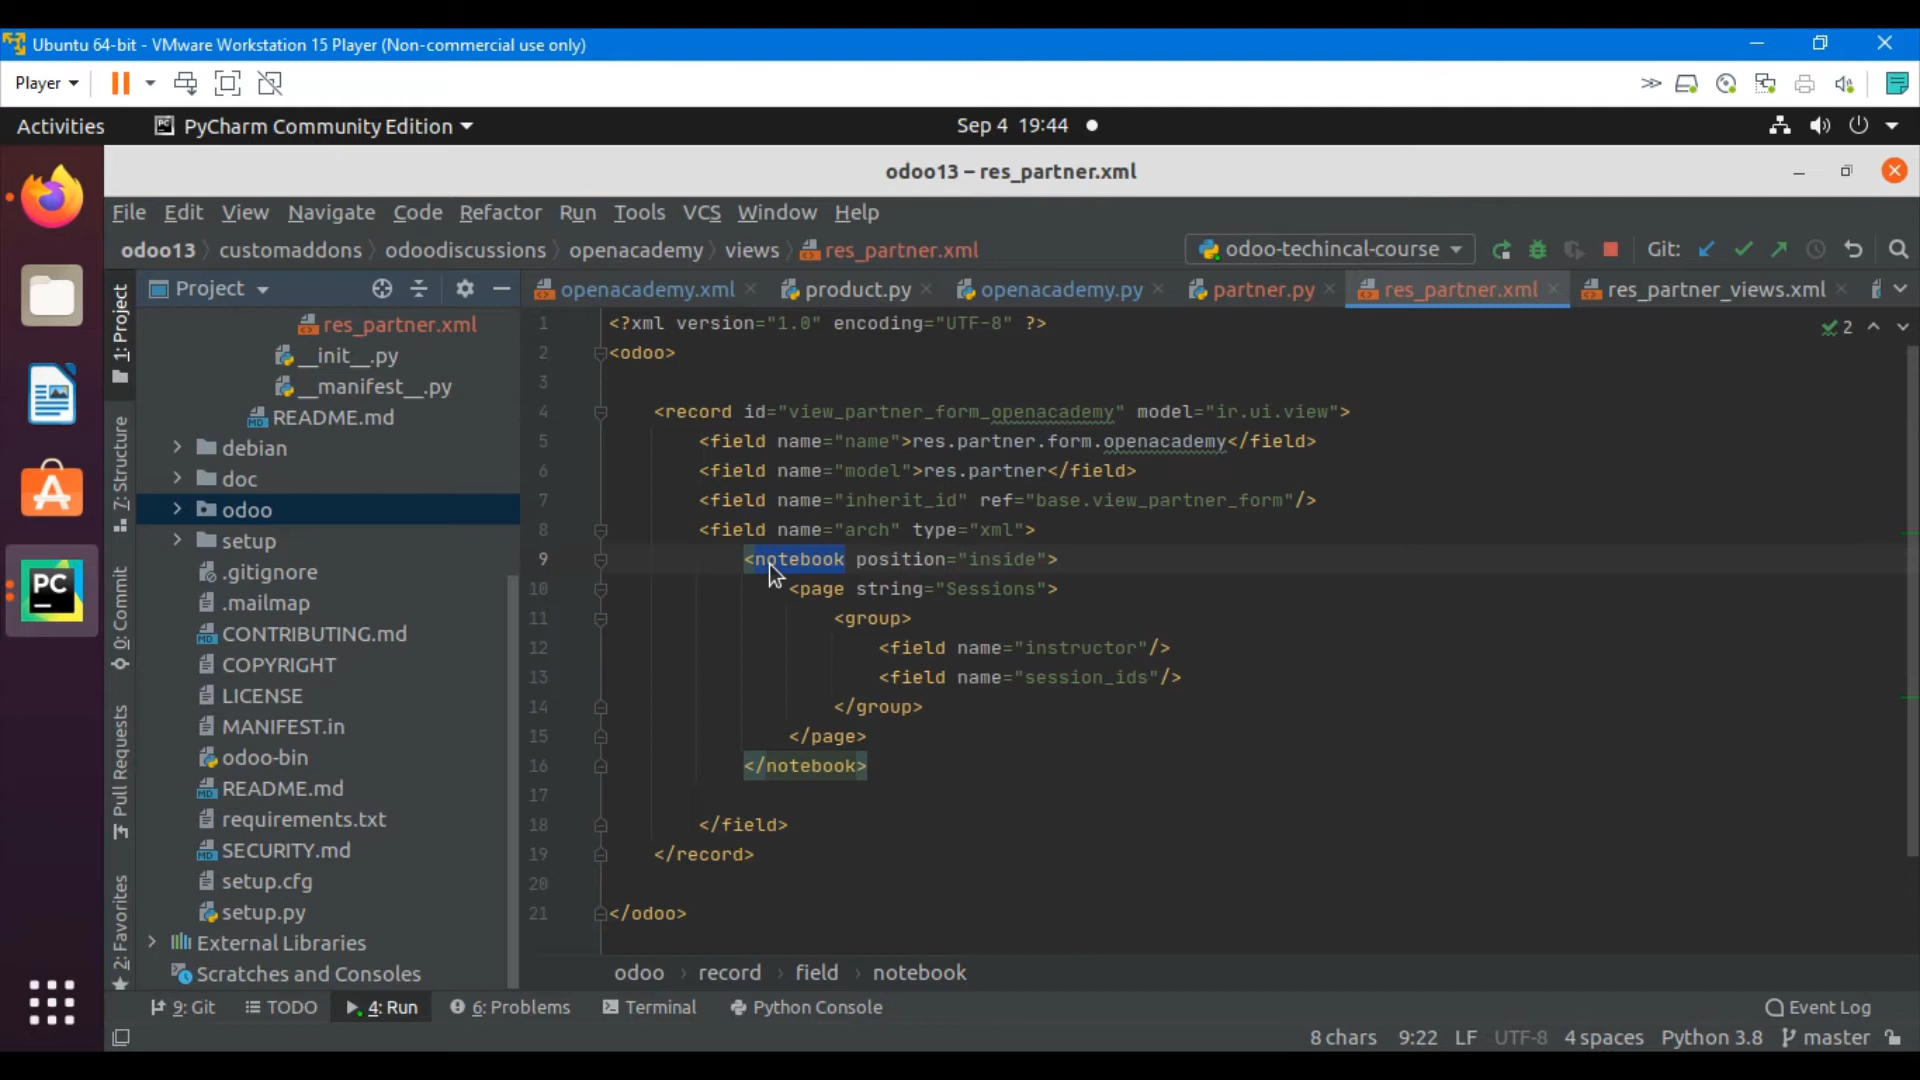 Ubuntu 64-bit - VMware Workstation 15 Player (Non-commercial use only)
Player
Activities
PyCharm Community Edition
Sep 4 19:44
odoo13 – res_partner.xml
File Edit View Navigate Code Refactor Run Tools VCS Window Help
odoo13 customaddons odoodiscussions openacademy views res_partner.xml
odoo-techincal-course
Git:
Project
openacademy.xml
product.py
openacademy.py
partner.py
res_partner.xml
res_partner_views.xml
1: Project
7: Structure
0: Commit
Pull Requests
2: Favorites
res_partner.xml
__init__.py
__manifest__.py
README.md
debian
doc
odoo
setup
.gitignore
.mailmap
CONTRIBUTING.md
COPYRIGHT
LICENSE
MANIFEST.in
odoo-bin
README.md
requirements.txt
SECURITY.md
setup.cfg
setup.py
External Libraries
Scratches and Consoles
2
1 <?xml version="1.0" encoding="UTF-8" ?>
2 <odoo>
3
4 <record id="view_partner_form_openacademy" model="ir.ui.view">
5 <field name="name">res.partner.form.openacademy</field>
6 <field name="model">res.partner</field>
7 <field name="inherit_id" ref="base.view_partner_form"/>
8 <field name="arch" type="xml">
9 <notebook position="inside">
10 <page string="Sessions">
11 <group>
12 <field name="instructor"/>
13 <field name="session_ids"/>
14 </group>
15 </page>
16 </notebook>
17
18 </field>
19 </record>
20
21 </odoo>
odoo record field notebook
9: Git
TODO
4: Run
6: Problems
Terminal
Python Console
Event Log
8 chars 9:22 LF UTF-8 4 spaces Python 3.8 master
PC